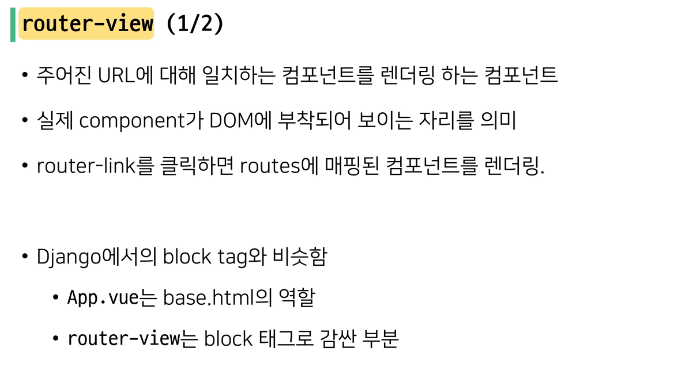 router-view (1/2)
• 주어진 URL에 대해 일치하는 컴포넌트를 렌더링 하는 컴포넌트
• 실제 component가 DOM에 부착되어 보이는 자리를 의미
• router-link를 클릭하면 routes에 매핑된 컴포넌트를 렌더링.
• Django에서의 block tag와 비슷함
• App.vue는 base.html의 역할
• router-view는 block 태그로 감싼 부분